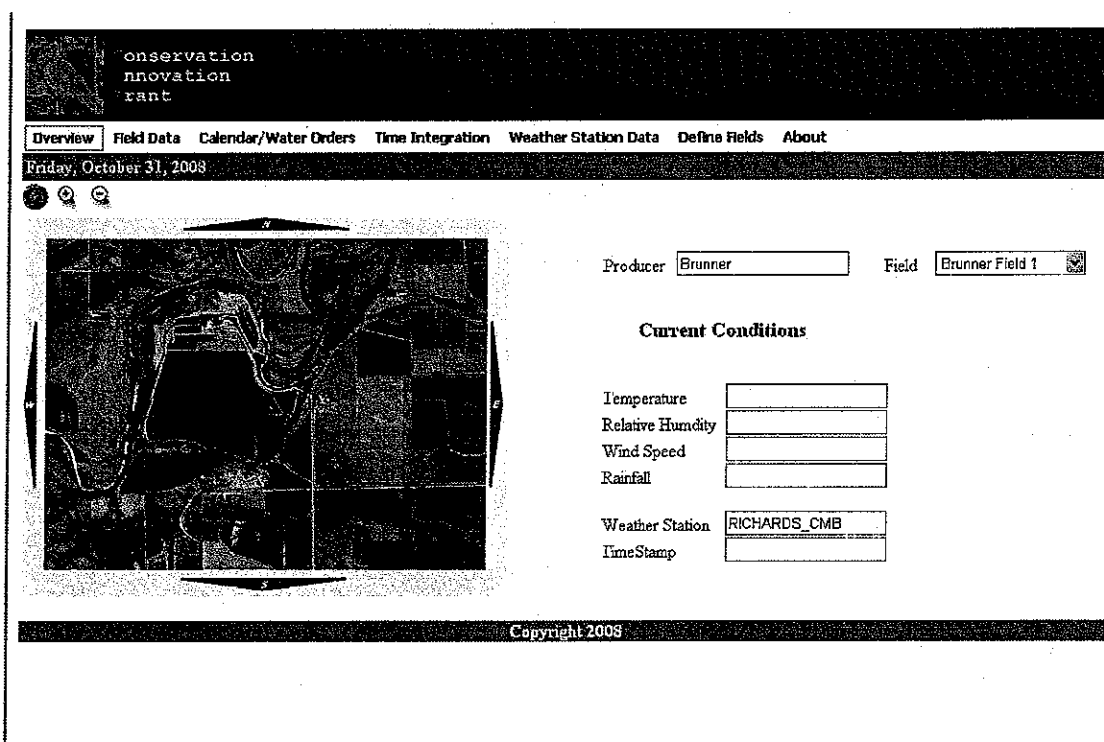 onservation
nnovation
rant
Overview Field Data Calendar/Water Orders Time Integration Weather Station Data Define Fields About
Friday, October 31, 2008
N
W
E
S
Producer Brunner Field Brunner Field 1
Current Conditions
Temperature
Relative Humdity
Wind Speed
Rainfall
Weather Station RICHARDS_CMB
TimeStamp
Copyright 2008